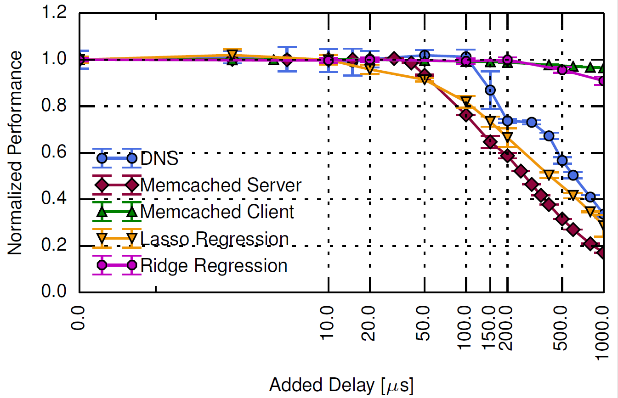 1.2
1.0
0.8
0.6
0.4
0.2
0.0
Normalized Performance
DNS
Memcached Server
Memcached Client
Lasso Regression
Ridge Regression
0.0
10.0
20.0
50.0
100.0
150.0
200.0
500.0
1000.0
Added Delay [μs]